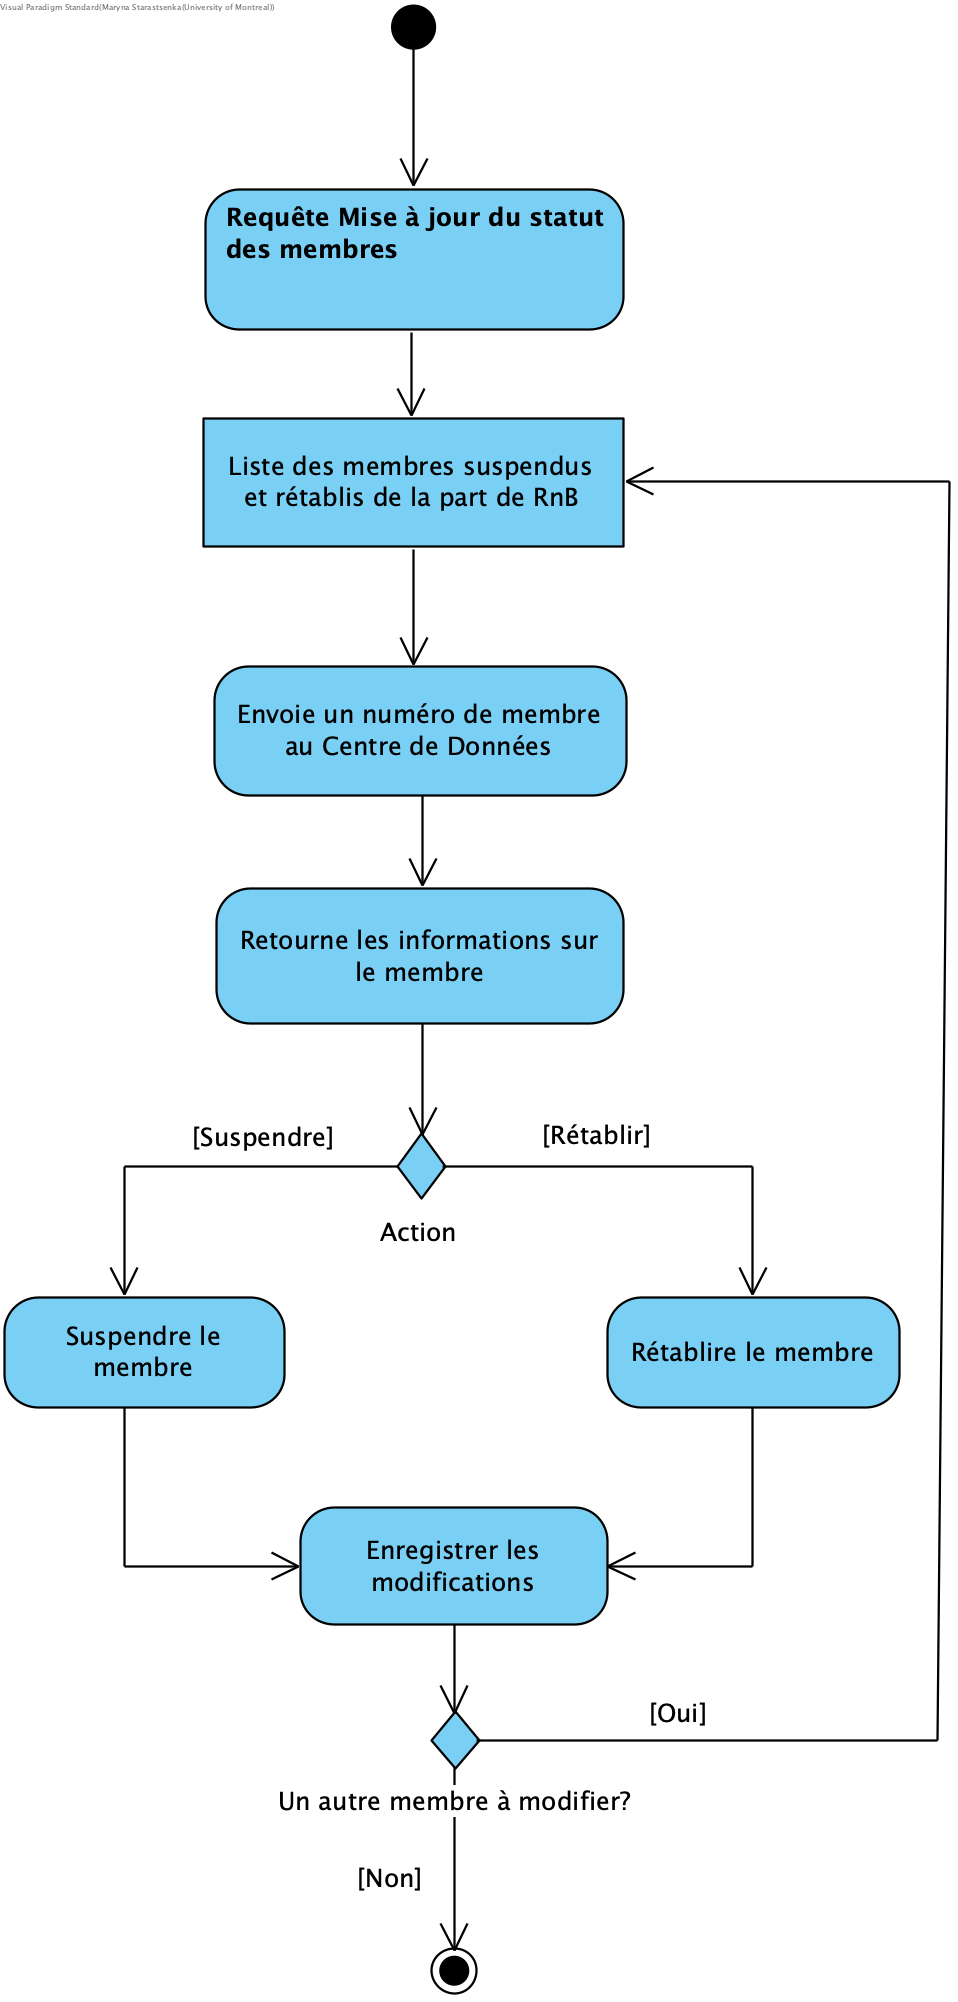 Visual Paradigm Standard(Maryna Starastsenka(University of Montreal))
Requête Mise à jour du statut
des membres
Liste des membres suspendus
et rétablis de la part de RnB
Envoie un numéro de membre
au Centre de Données
Retourne les informations sur
le membre
[Suspendre]
[Rétablir]
Action
Suspendre le
membre
Rétablire le membre
Enregistrer les
modifications
[Oui]
Un autre membre à modifier?
[Non]